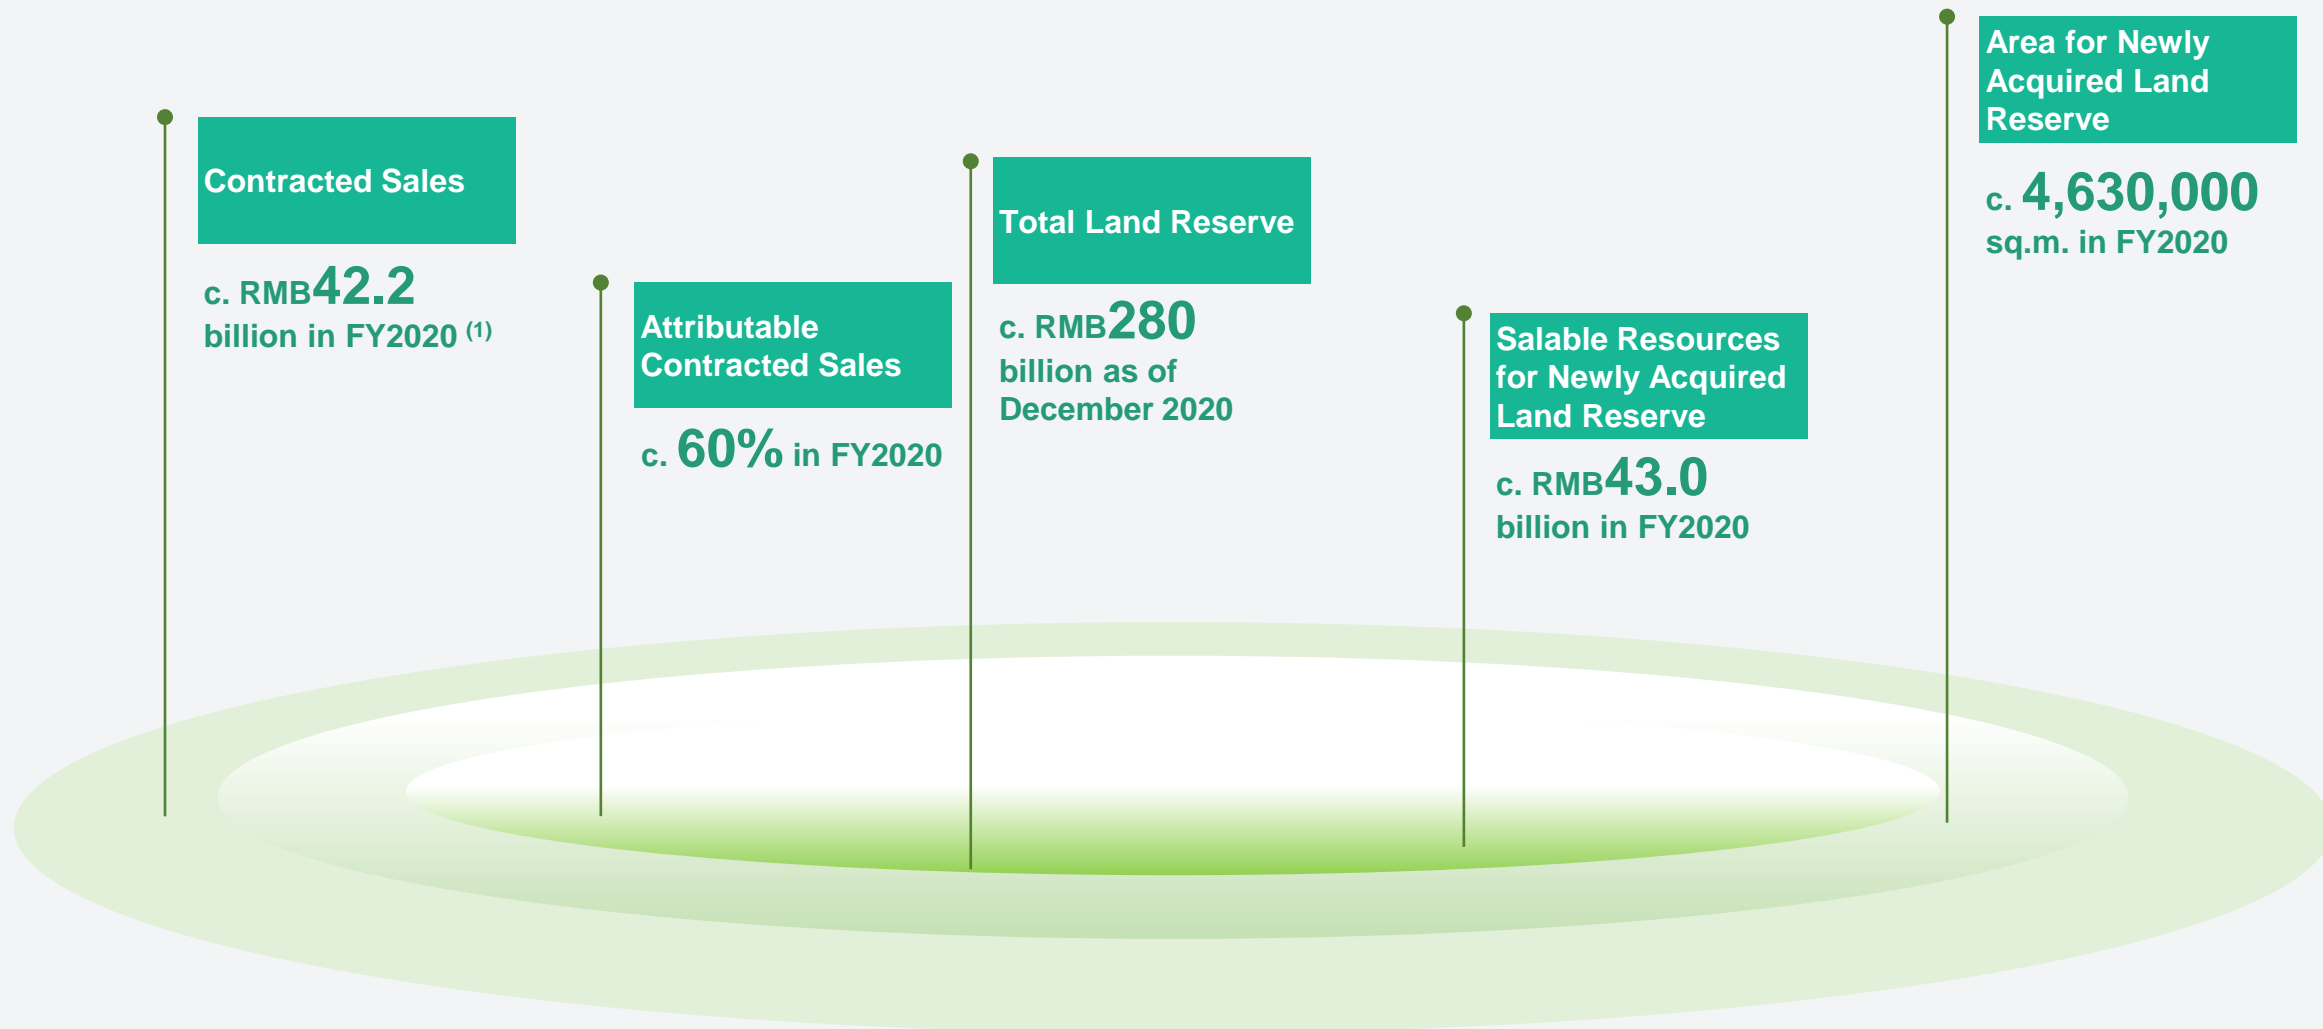 Contracted Sales
c. RMB42.2
billion in FY2020 (1)
Attributable
Contracted Sales
c. 60% in FY2020
Total Land Reserve
c. RMB280
billion as of
December 2020
Salable Resources
for Newly Acquired
Land Reserve
c. RMB43.0
billion in FY2020
Area for Newly
Acquired Land
Reserve
c. 4,630,000
sq.m. in FY2020